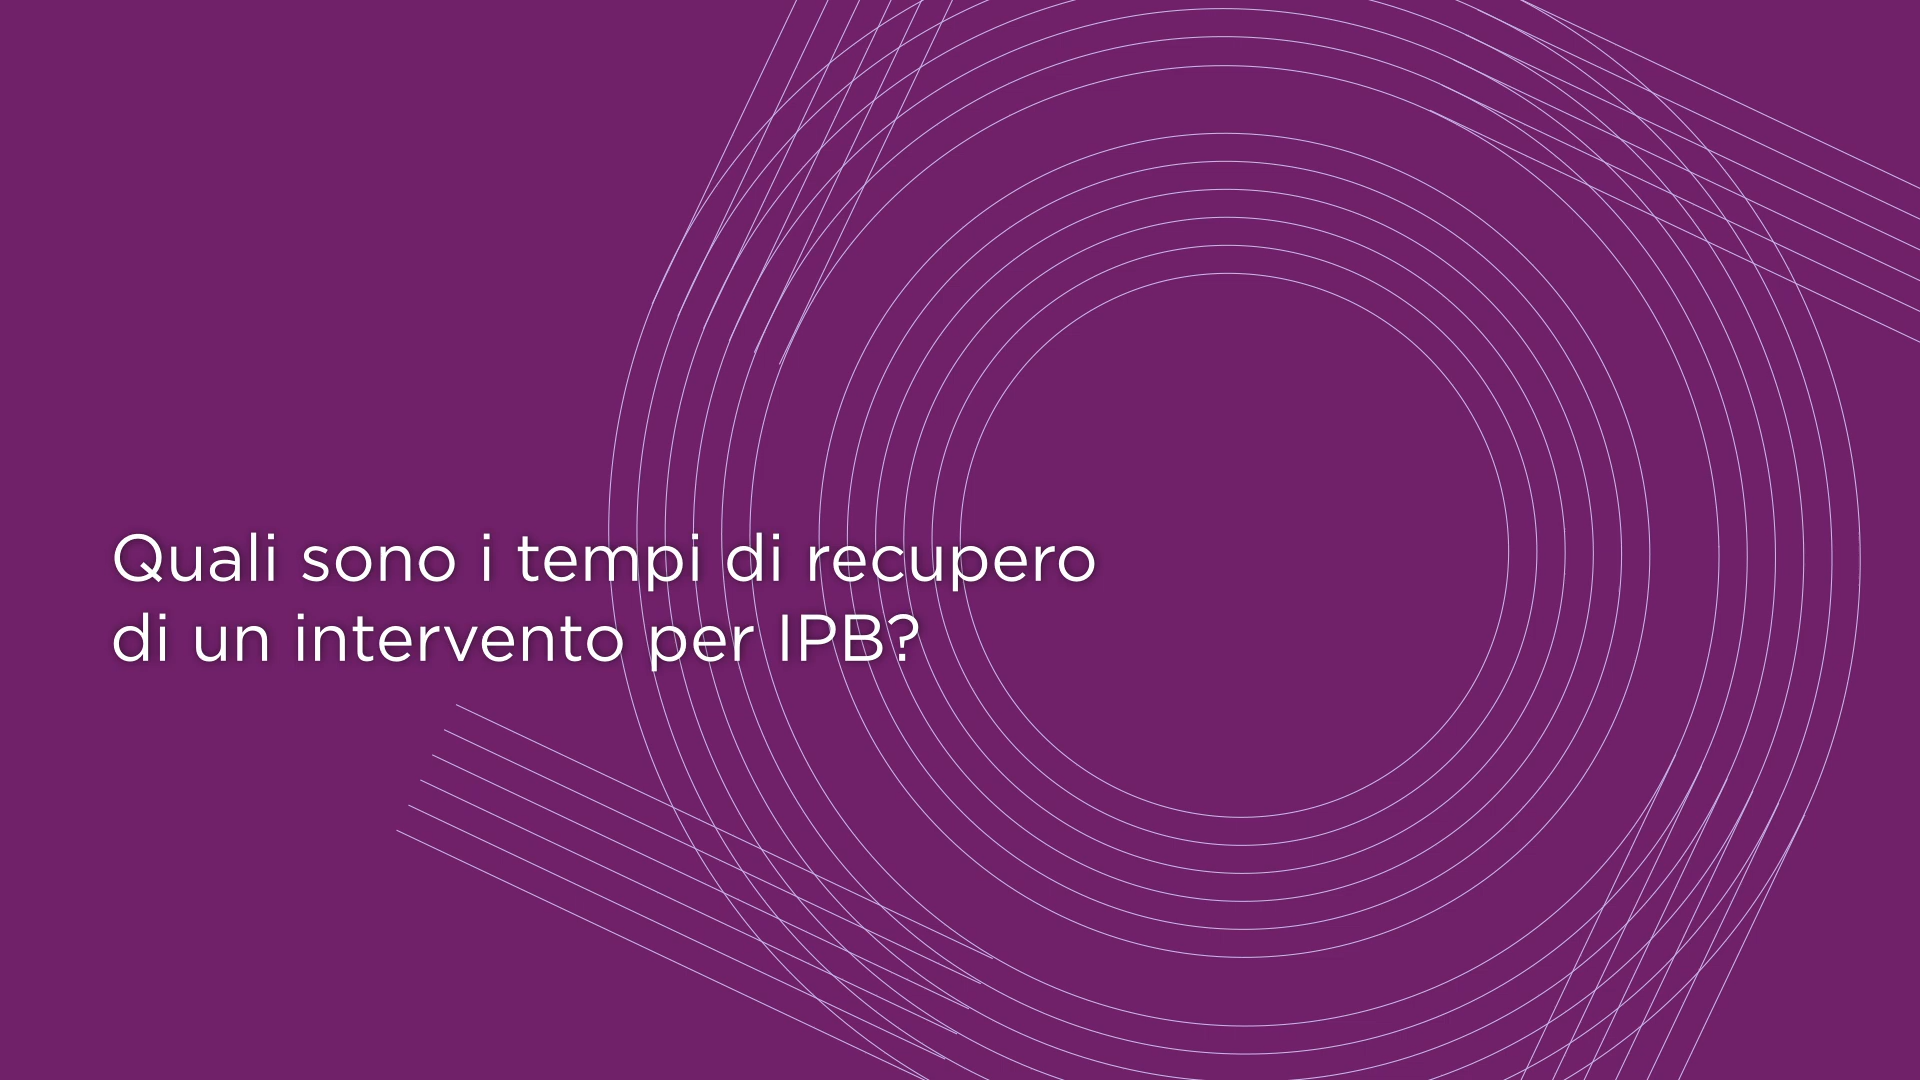 Quali sono i tempi di recupero
di un intervento per IPB?